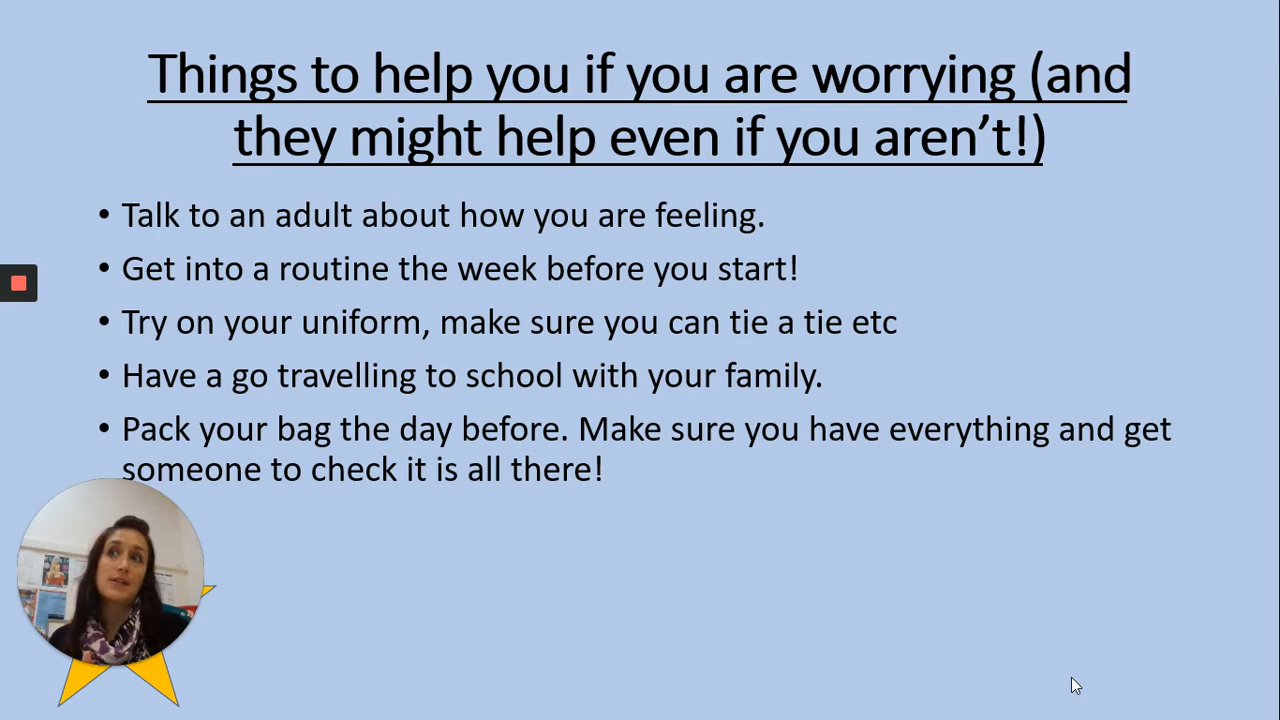 Things to help you if you are worrying (and
they might help even if you aren’t!)
• Talk to an adult about how you are feeling.
• Get into a routine the week before you start!
• Try on your uniform, make sure you can tie a tie etc
• Have a go travelling to school with your family.
• Pack your bag the day before. Make sure you have everything and get
someone to check it is all there!